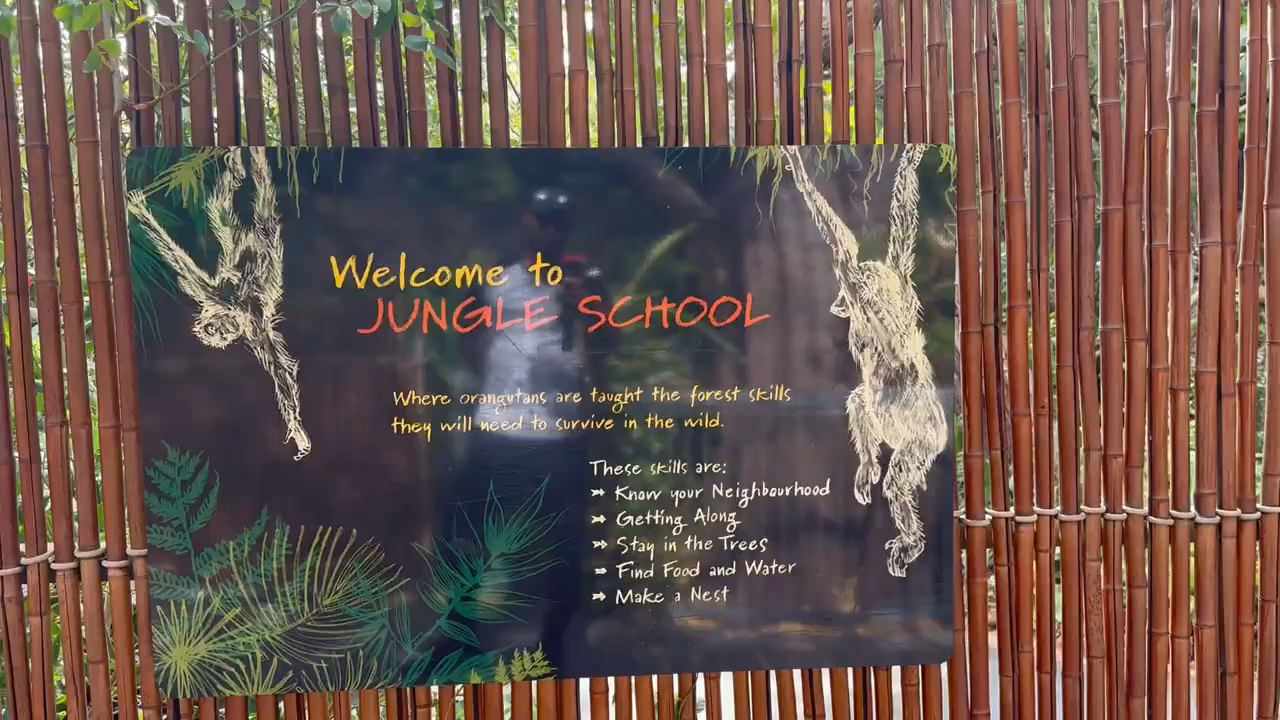 Welcome to
JUNGLE SCHOOL
Where orangutans are taught the forest skills
they will need to survive in the wild.
These skills are:
Know your Neighbourhood
Getting Along
Stay in the Trees
Find Food and Water
Make a Nest